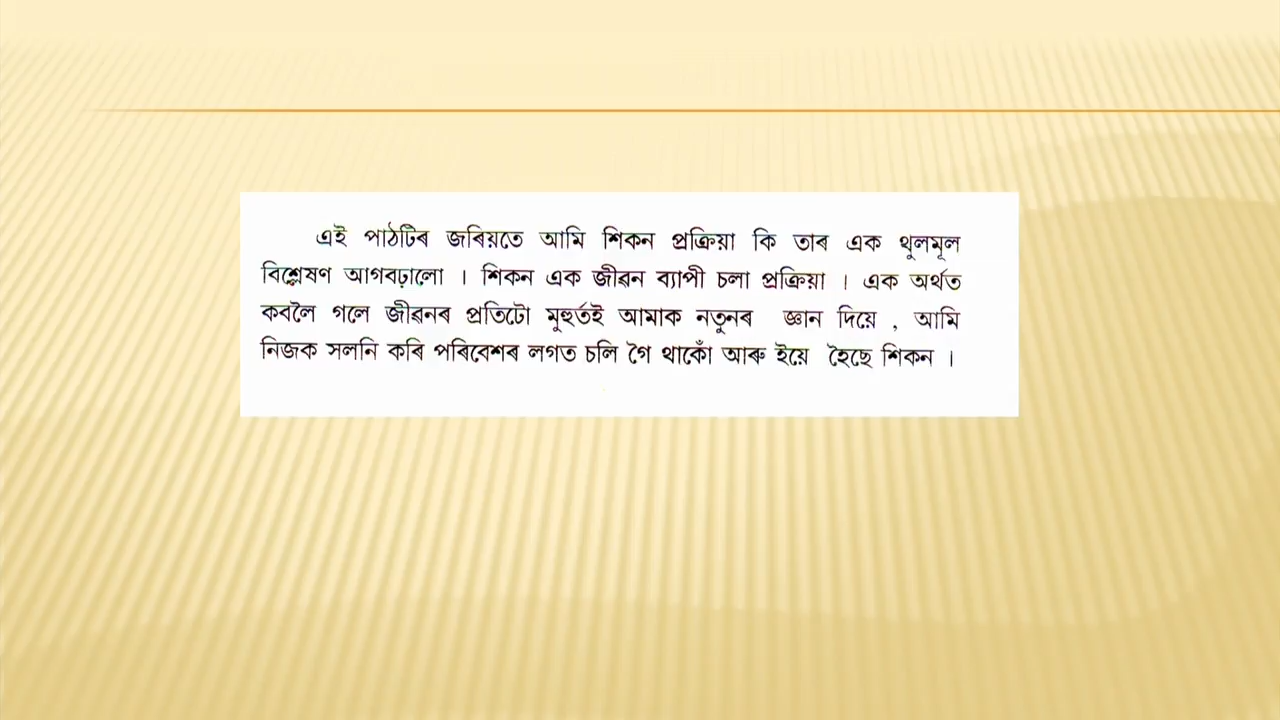 এই পাঠটিৰ জৰিয়তে আমি শিকন প্ৰক্ৰিয়া কি তাৰ এক থুলমূল
বিশ্লেষণ আগবঢ়ালো । শিকন এক জীৱন ব্যাপী চলা প্ৰক্ৰিয়া । এক অৰ্থত
কবলৈ গলে জীৱনৰ প্ৰতিটো মুহুৰ্তই আমাক নতুনৰ জ্ঞান দিয়ে , আমি
নিজক সলনি কৰি পৰিবেশৰ লগত চলি গৈ থাকোঁ আৰু ইয়ে হৈছে শিকন ।